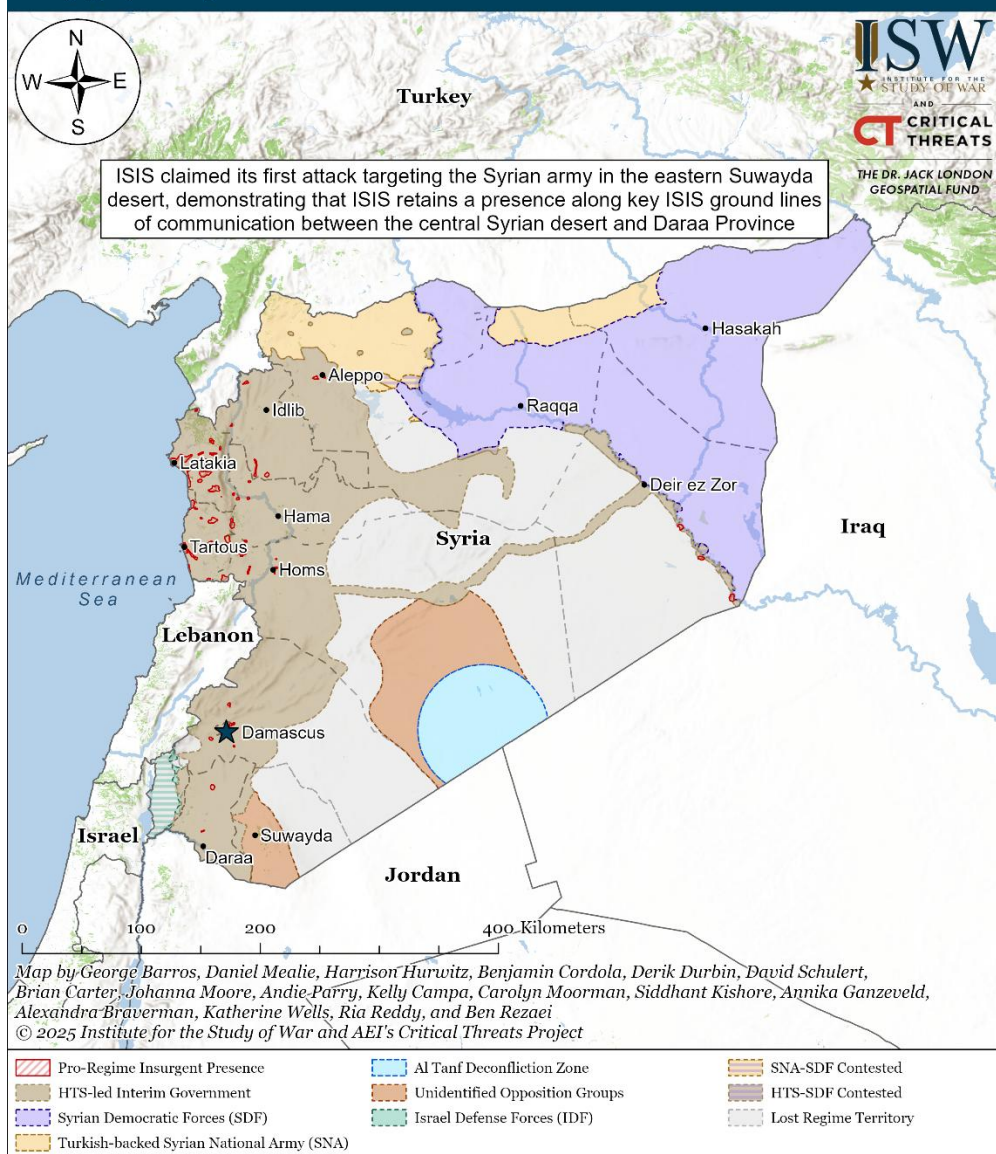 N
W
E
S
ISW
INSTITUTE FOR THE
STUDY OF WAR
AND
CT CRITICAL
THREATS
THE DR. JACK LONDON
GEOSPATIAL FUND
Turkey
ISIS claimed its first attack targeting the Syrian army in the eastern Suwayda
desert, demonstrating that ISIS retains a presence along key ISIS ground lines
of communication between the central Syrian desert and Daraa Province
Hasakah
Aleppo
Idlib
Raqqa
Latakia
Deir ez Zor
Hama
Syria
Iraq
Tartous
Homs
Mediterranean
Sea
Lebanon
Damascus
Israel
Suwayda
Daraa
Jordan
0 100 200 400 Kilometers
Map by George Barros, Daniel Mealie, Harrison Hurwitz, Benjamin Cordola, Derik Durbin, David Schulert,
Brian Carter, Johanna Moore, Andie Parry, Kelly Campa, Carolyn Moorman, Siddhant Kishore, Annika Ganzeveld,
Alexandra Braverman, Katherine Wells, Ria Reddy, and Ben Rezaei
© 2025 Institute for the Study of War and AEI's Critical Threats Project
Pro-Regime Insurgent Presence
HTS-led Interim Government
Syrian Democratic Forces (SDF)
Turkish-backed Syrian National Army (SNA)
Al Tanf Deconfliction Zone
Unidentified Opposition Groups
Israel Defense Forces (IDF)
SNA-SDF Contested
HTS-SDF Contested
Lost Regime Territory